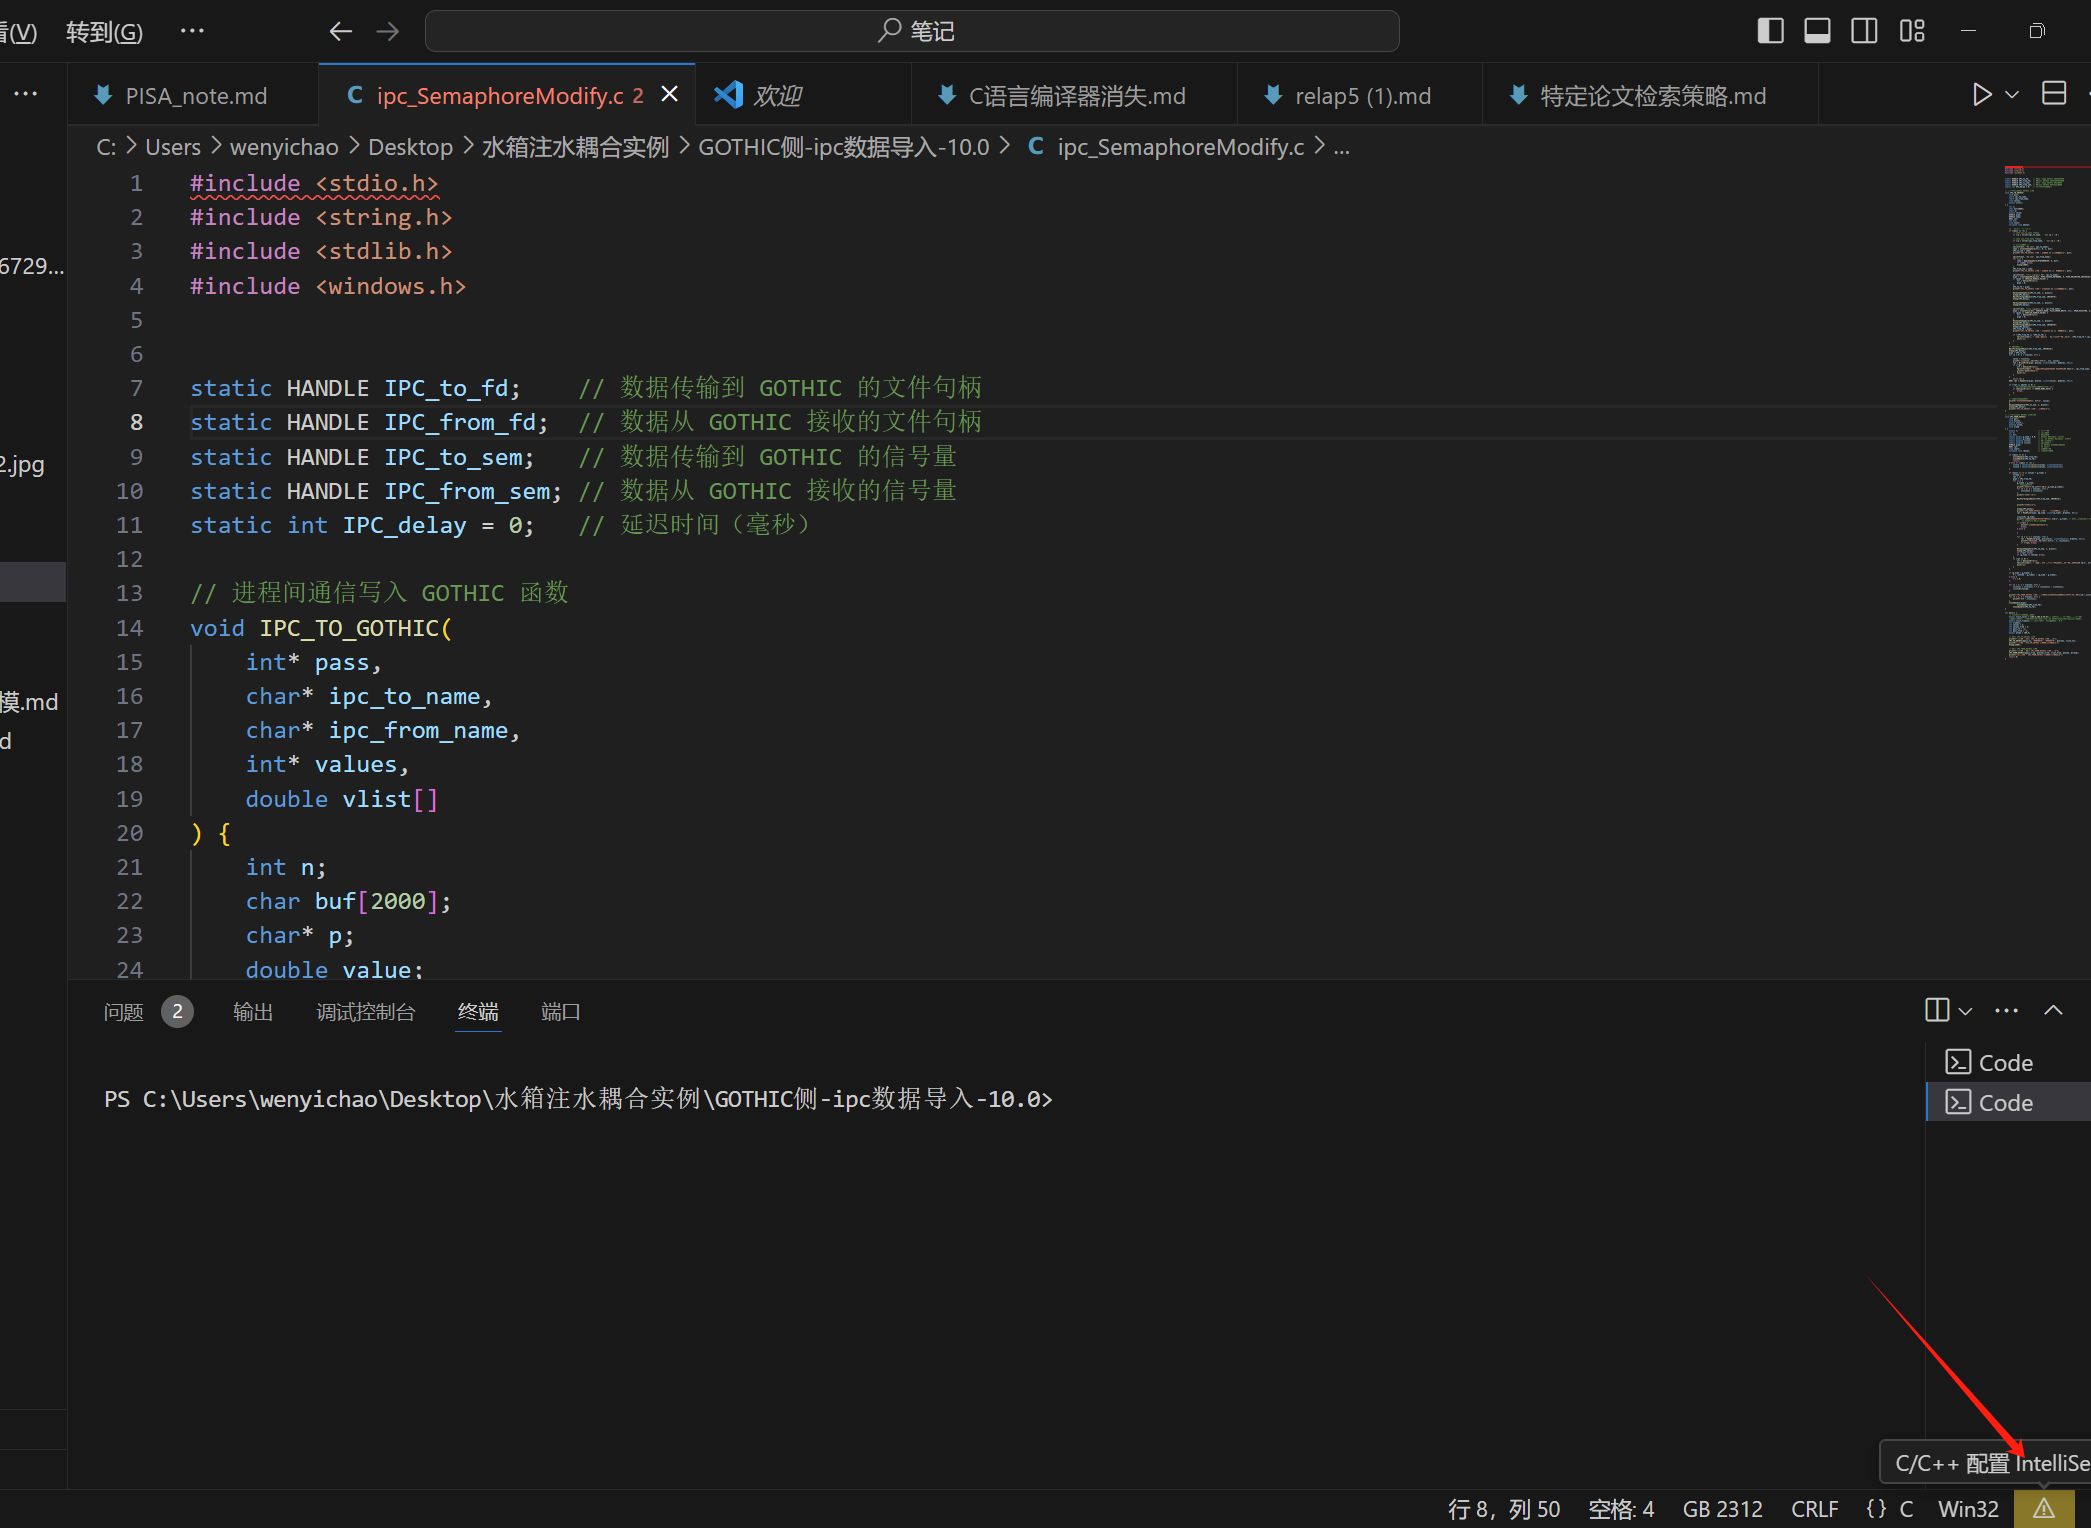 看(V) 转到(G) ··· 笔记
PISA_note.md ipc_SemaphoreModify.c 2 欢迎 C语言编译器消失.md relap5 (1).md 特定论文检索策略.md
C: > Users > wenyichao > Desktop > 水箱注水耦合实例 > GOTHIC侧-ipc数据导入-10.0 > C ipc_SemaphoreModify.c > ...
1 #include <stdio.h>
2 #include <string.h>
3 #include <stdlib.h>
4 #include <windows.h>
5
6
7 static HANDLE IPC_to_fd; // 数据传输到 GOTHIC 的文件句柄
8 static HANDLE IPC_from_fd; // 数据从 GOTHIC 接收的文件句柄
9 static HANDLE IPC_to_sem; // 数据传输到 GOTHIC 的信号量
10 static HANDLE IPC_from_sem; // 数据从 GOTHIC 接收的信号量
11 static int IPC_delay = 0; // 延迟时间（毫秒）
12
13 // 进程间通信写入 GOTHIC 函数
14 void IPC_TO_GOTHIC(
15 int* pass,
16 char* ipc_to_name,
17 char* ipc_from_name,
18 int* values,
19 double vlist[]
20 ) {
21 int n;
22 char buf[2000];
23 char* p;
24 double value;
6729...
2.jpg
模.md
d
问题 2 输出 调试控制台 终端 端口
PS C:\Users\wenyichao\Desktop\水箱注水耦合实例\GOTHIC侧-ipc数据导入-10.0>
Code
Code
C/C++ 配置 IntelliSe
行 8，列 50 空格: 4 GB 2312 CRLF {} C Win32